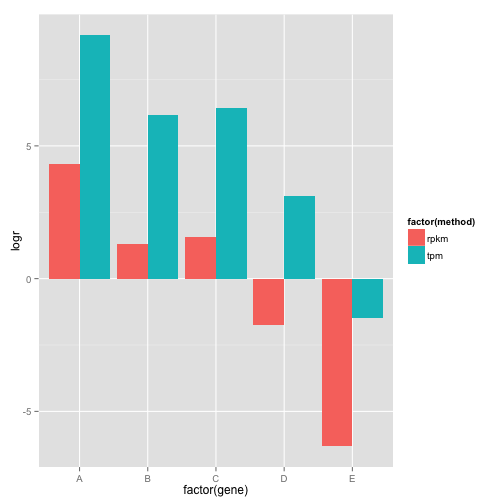 logr
5
0
-5
A B C D E
factor(gene)
factor(method)
rpkm
tpm